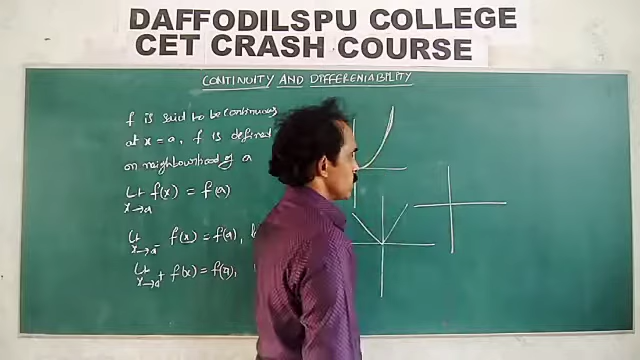 DAFFODILSPU COLLEGE
CET CRASH COURSE
CONTINUITY AND DIFFERENIABILITY
f is said to be continuous
at x = a, f is defined
on neighbourhood of a
Lt f(x) = f(a)
x→a
Lt f(x) = f(a),
x→a⁻
Lt f(x) = f(a),
x→a⁺